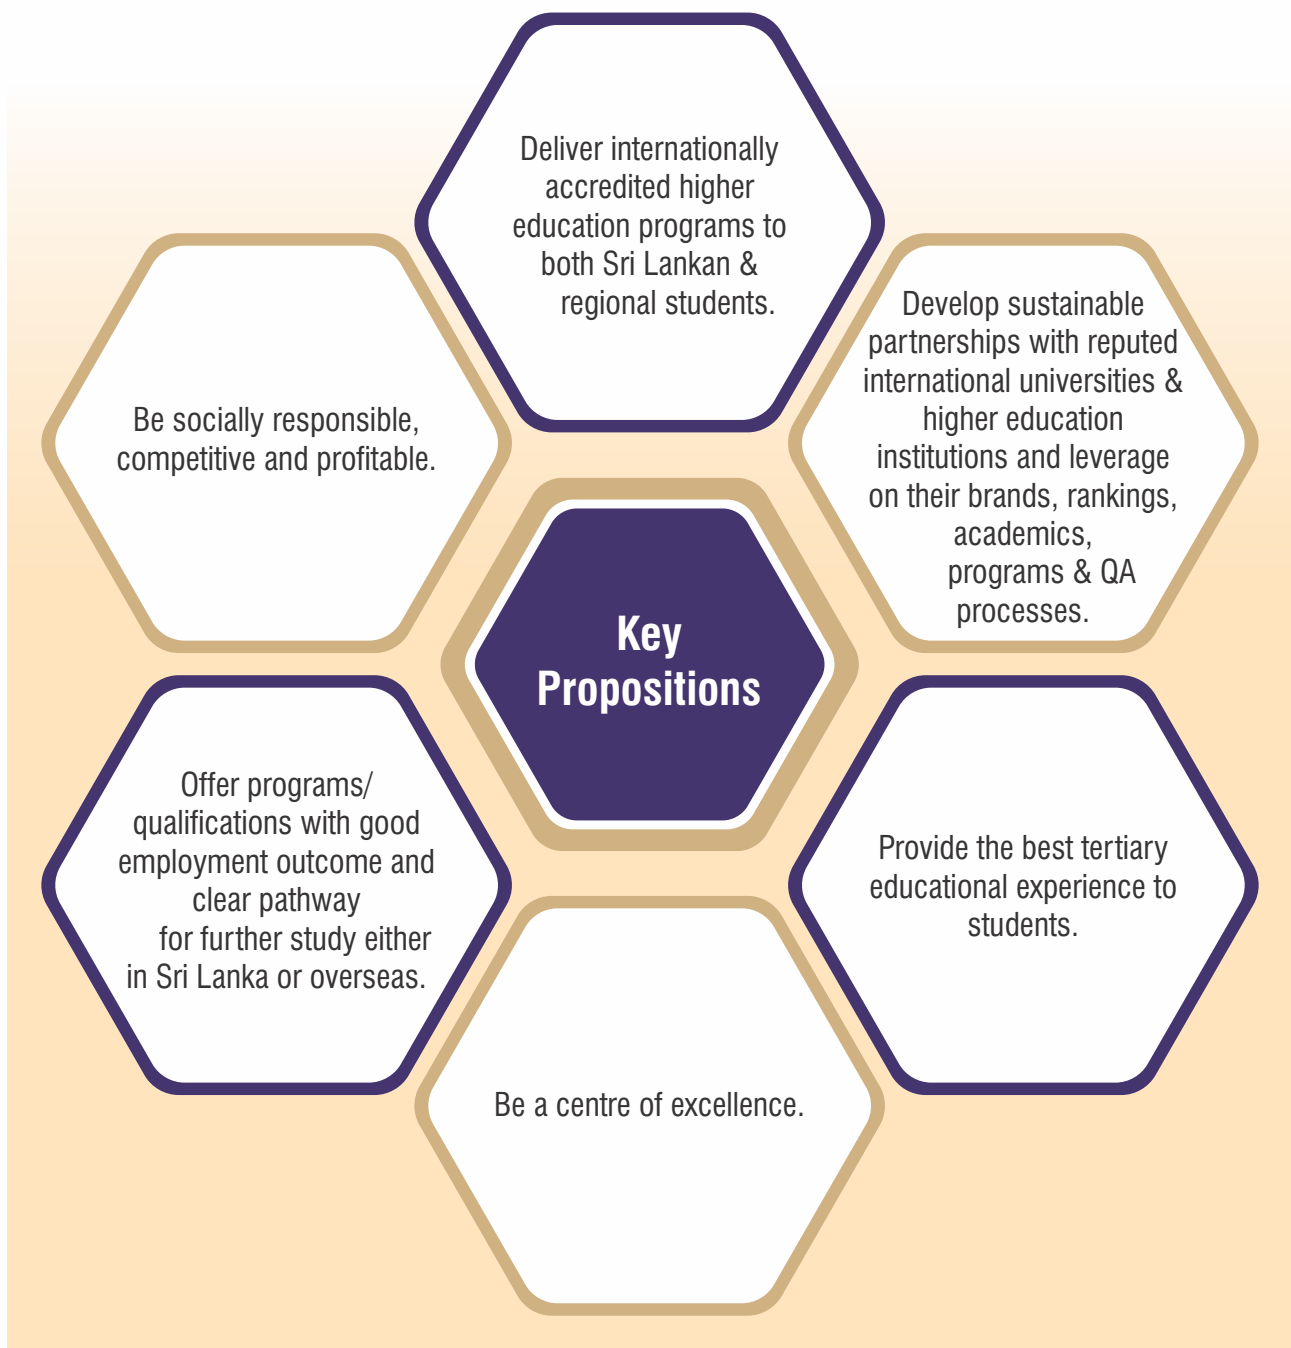 Deliver internationally
accredited higher
education programs to
both Sri Lankan &
regional students.
Develop sustainable
partnerships with reputed
international universities &
higher education
institutions and leverage
on their brands, rankings,
academics,
programs & QA
processes.
Be socially responsible,
competitive and profitable.
Key
Propositions
Offer programs/
qualifications with good
employment outcome and
clear pathway
for further study either
in Sri Lanka or overseas.
Provide the best tertiary
educational experience to
students.
Be a centre of excellence.